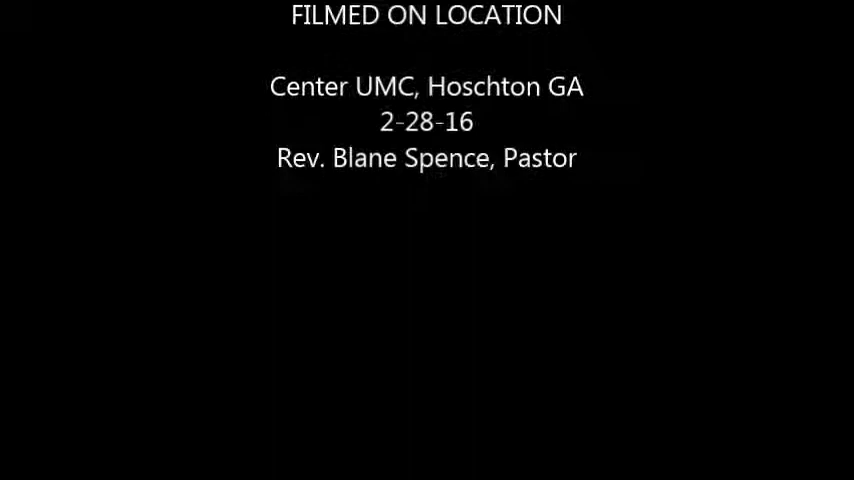 FILMED ON LOCATION
Center UMC, Hoschton GA
2-28-16
Rev. Blane Spence, Pastor